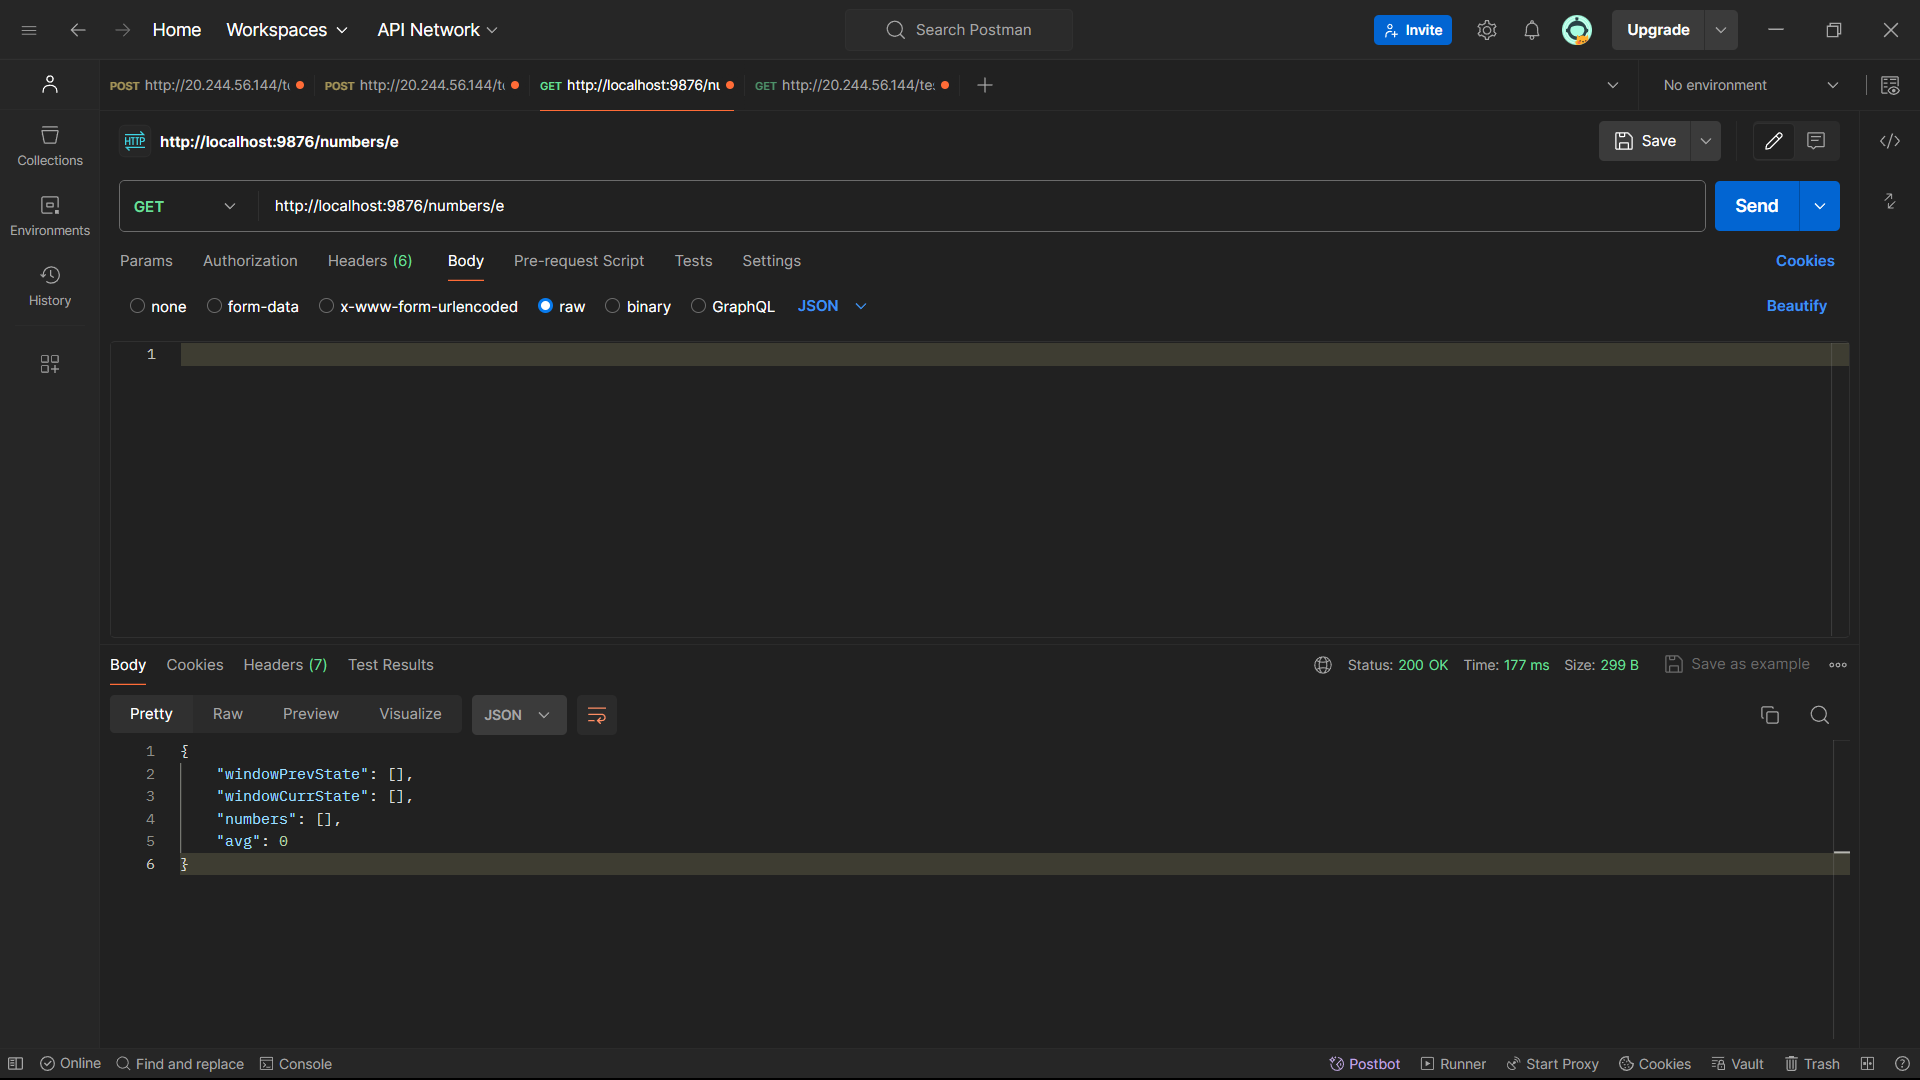 Home Workspaces API Network Search Postman Invite Upgrade
POST http://20.244.56.144/t POST http://20.244.56.144/t GET http://localhost:9876/nu GET http://20.244.56.144/te No environment
HTTP http://localhost:9876/numbers/e Save
Collections
Environments
History
GET http://localhost:9876/numbers/e Send
Params Authorization Headers (6) Body Pre-request Script Tests Settings Cookies
none form-data x-www-form-urlencoded raw binary GraphQL JSON Beautify
1
Body Cookies Headers (7) Test Results Status: 200 OK Time: 177 ms Size: 299 B Save as example
Pretty Raw Preview Visualize JSON
1 {
2 "windowPrevState": [],
3 "windowCurrState": [],
4 "numbers": [],
5 "avg": 0
6 }
Online Find and replace Console Postbot Runner Start Proxy Cookies Vault Trash